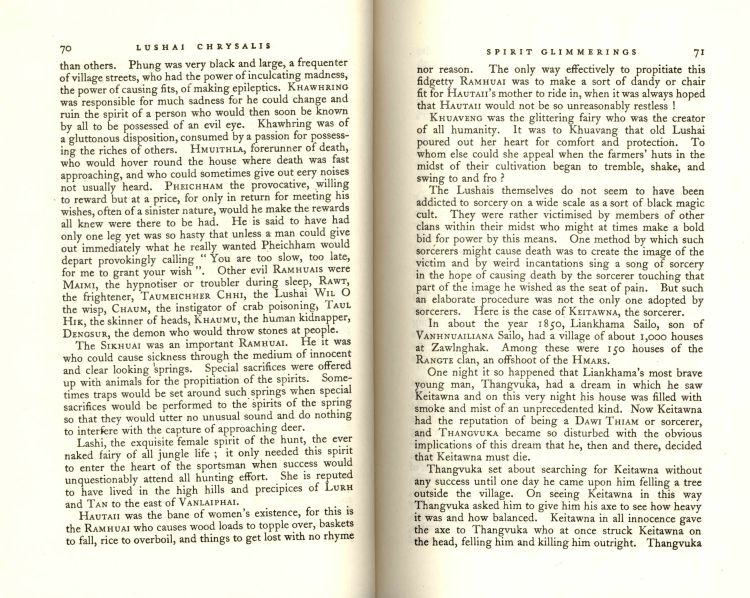 70 LUSHAI CHRYSALIS
than others. Phung was very black and large, a frequenter
of village streets, who had the power of inculcating madness,
the power of causing fits, of making epileptics. KHAWHRING
was responsible for much sadness for he could change and
ruin the spirit of a person who would then soon be known
by all to be possessed of an evil eye. Khawhring was of
a gluttonous disposition, consumed by a passion for possess-
ing the riches of others. HMUITHLA, forerunner of death,
who would hover round the house where death was fast
approaching, and who could sometimes give out eery noises
not usually heard. PHEICHHAM the provocative, willing
to reward but at a price, for only in return for meeting his
wishes, often of a sinister nature, would he make the rewards
all knew were there to be had. He is said to have had
only one leg yet was so hasty that unless a man could give
out immediately what he really wanted Pheichham would
depart provokingly calling “ You are too slow, too late,
for me to grant your wish ”. Other evil RAMHUAIS were
MAIMI, the hypnotiser or troubler during sleep, RAWT,
the frightener, TAUMEICHHER CHHI, the Lushai WIL O
the wisp, CHAUM, the instigator of crab poisoning, TAUL
HIK, the skinner of heads, KHAUMU, the human kidnapper,
DENGSUR, the demon who would throw stones at people.
The SIKHUAI was an important RAMHUAI. He it was
who could cause sickness through the medium of innocent
and clear looking springs. Special sacrifices were offered
up with animals for the propitiation of the spirits. Some-
times traps would be set around such springs when special
sacrifices would be performed to the spirits of the spring
so that they would utter no unusual sound and do nothing
to interfere with the capture of approaching deer.
Lashi, the exquisite female spirit of the hunt, the ever
naked fairy of all jungle life ; it only needed this spirit
to enter the heart of the sportsman when success would
unquestionably attend all hunting effort. She is reputed
to have lived in the high hills and precipices of LURH
and TAN to the east of VANLAIPHAI.
HAUTAII was the bane of women's existence, for this is
the RAMHUAI who causes wood loads to topple over, baskets
to fall, rice to overboil, and things to get lost with no rhyme
SPIRIT GLIMMERINGS 71
nor reason. The only way effectively to propitiate this
fidgetty RAMHUAI was to make a sort of dandy or chair
fit for HAUTAII's mother to ride in, when it was always hoped
that HAUTAII would not be so unreasonably restless !
KHUAVENG was the glittering fairy who was the creator
of all humanity. It was to Khuavang that old Lushai
poured out her heart for comfort and protection. To
whom else could she appeal when the farmers' huts in the
midst of their cultivation began to tremble, shake, and
swing to and fro ?
The Lushais themselves do not seem to have been
addicted to sorcery on a wide scale as a sort of black magic
cult. They were rather victimised by members of other
clans within their midst who might at times make a bold
bid for power by this means. One method by which such
sorcerers might cause death was to create the image of the
victim and by weird incantations sing a song of sorcery
in the hope of causing death by the sorcerer touching that
part of the image he wished as the seat of pain. But such
an elaborate procedure was not the only one adopted by
sorcerers. Here is the case of KEITAWNA, the sorcerer.
In about the year 1850, Liankhama Sailo, son of
VANHNUAILIANA Sailo, had a village of about 1,000 houses
at Zawlnghak. Among these were 150 houses of the
RANGTE clan, an offshoot of the HMARS.
One night it so happened that Liankhama's most brave
young man, Thangvuka, had a dream in which he saw
Keitawna and on this very night his house was filled with
smoke and mist of an unprecedented kind. Now Keitawna
had the reputation of being a DAWI THIAM or sorcerer,
and THANGVUKA became so disturbed with the obvious
implications of this dream that he, then and there, decided
that Keitawna must die.
Thangvuka set about searching for Keitawna without
any success until one day he came upon him felling a tree
outside the village. On seeing Keitawna in this way
Thangvuka asked him to give him his axe to see how heavy
it was and how balanced. Keitawna in all innocence gave
the axe to Thangvuka who at once struck Keitawna on
the head, felling him and killing him outright. Thangvuka